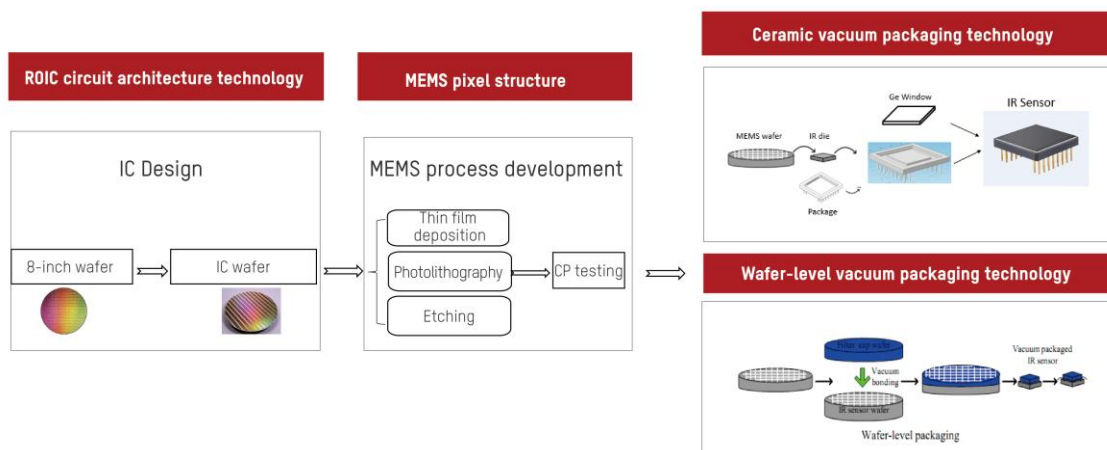 ROIC circuit architecture technology
IC Design
8-inch wafer
IC wafer
MEMS pixel structure
MEMS process development
Thin film
deposition
Photolithography
Etching
CP testing
Ceramic vacuum packaging technology
Ge Window
IR Sensor
MEMS wafer
IR die
Package
Wafer-level vacuum packaging technology
cap wafer
Vacuum
bonding
IR sensor wafer
Vacuum packaged
IR sensor
Wafer-level packaging